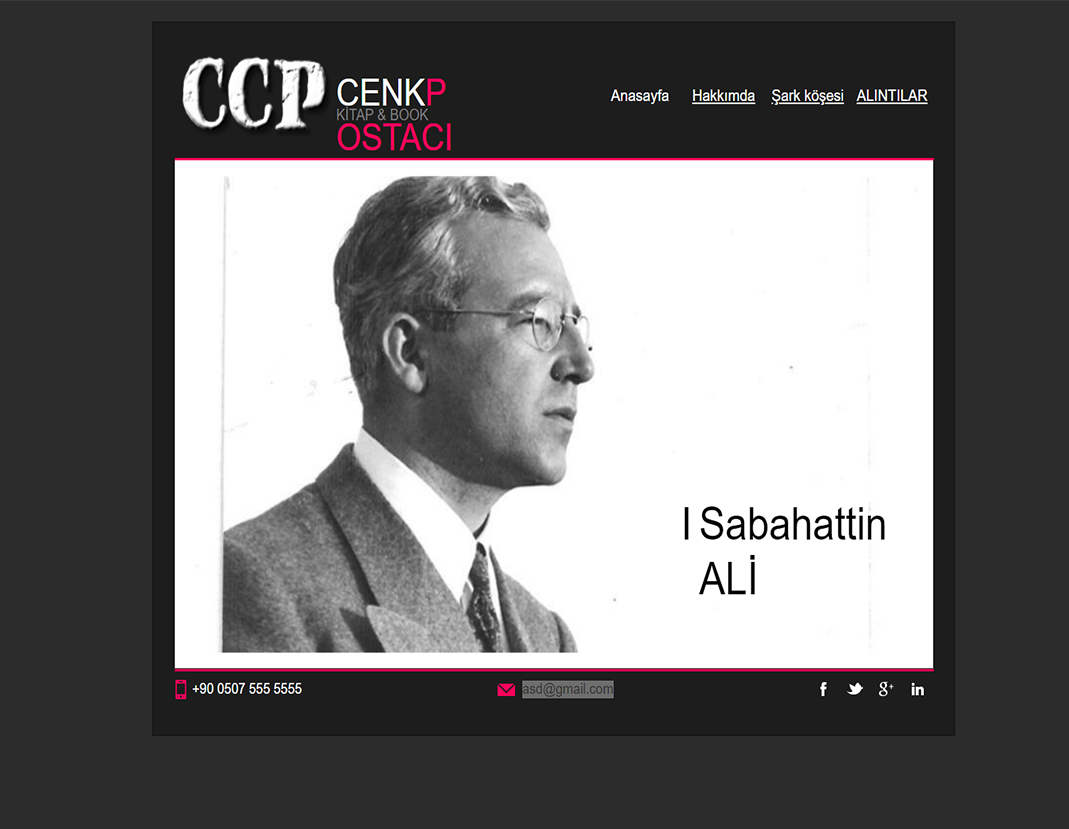 CCP
CENKP
KİTAP & BOOK
OSTACI
Anasayfa Hakkımda Şark köşesi ALINTILAR
I Sabahattin
ALİ
+90 0507 555 5555 asd@gmail.com f g+ in